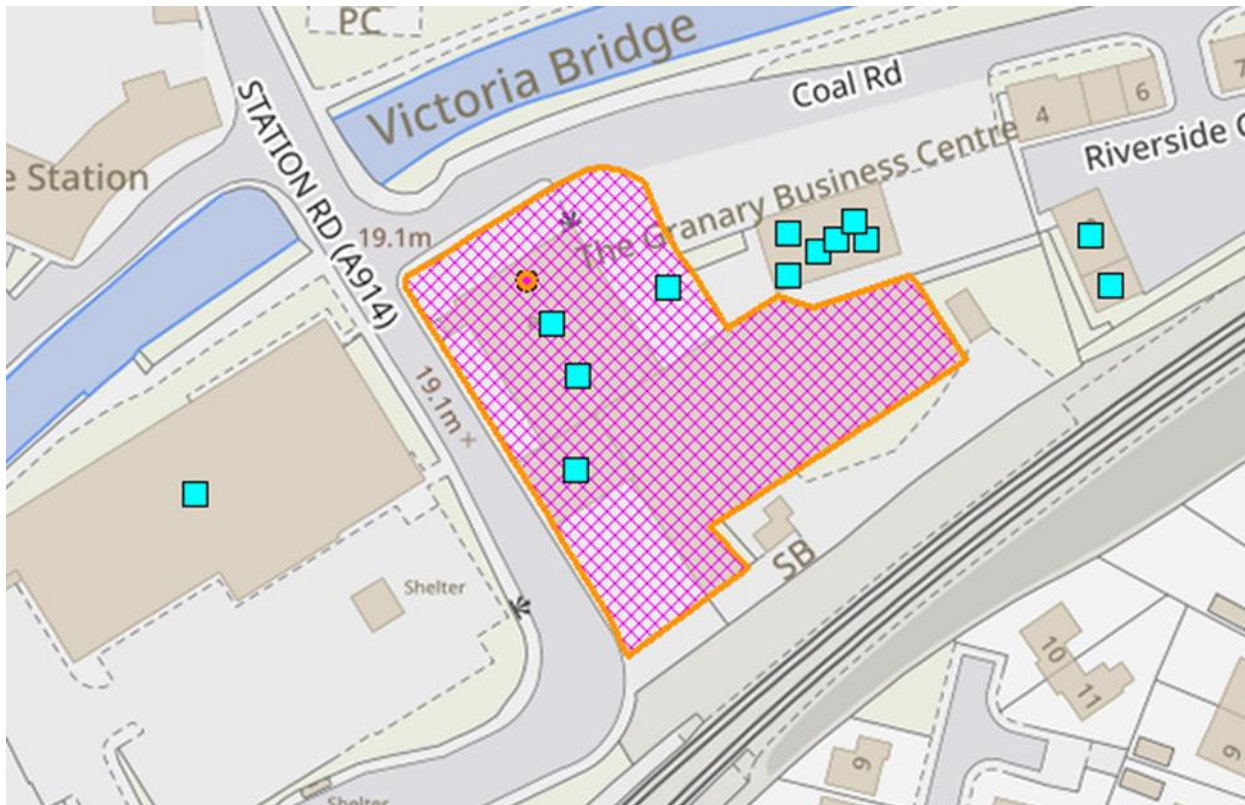 PC
Victoria Bridge
Coal Rd
4
6
7
Riverside
e Station
STATION RD (A914)
19.1m
The Granary Business Centre
19.1m
Shelter
SB
10
11
9
9
Shelter